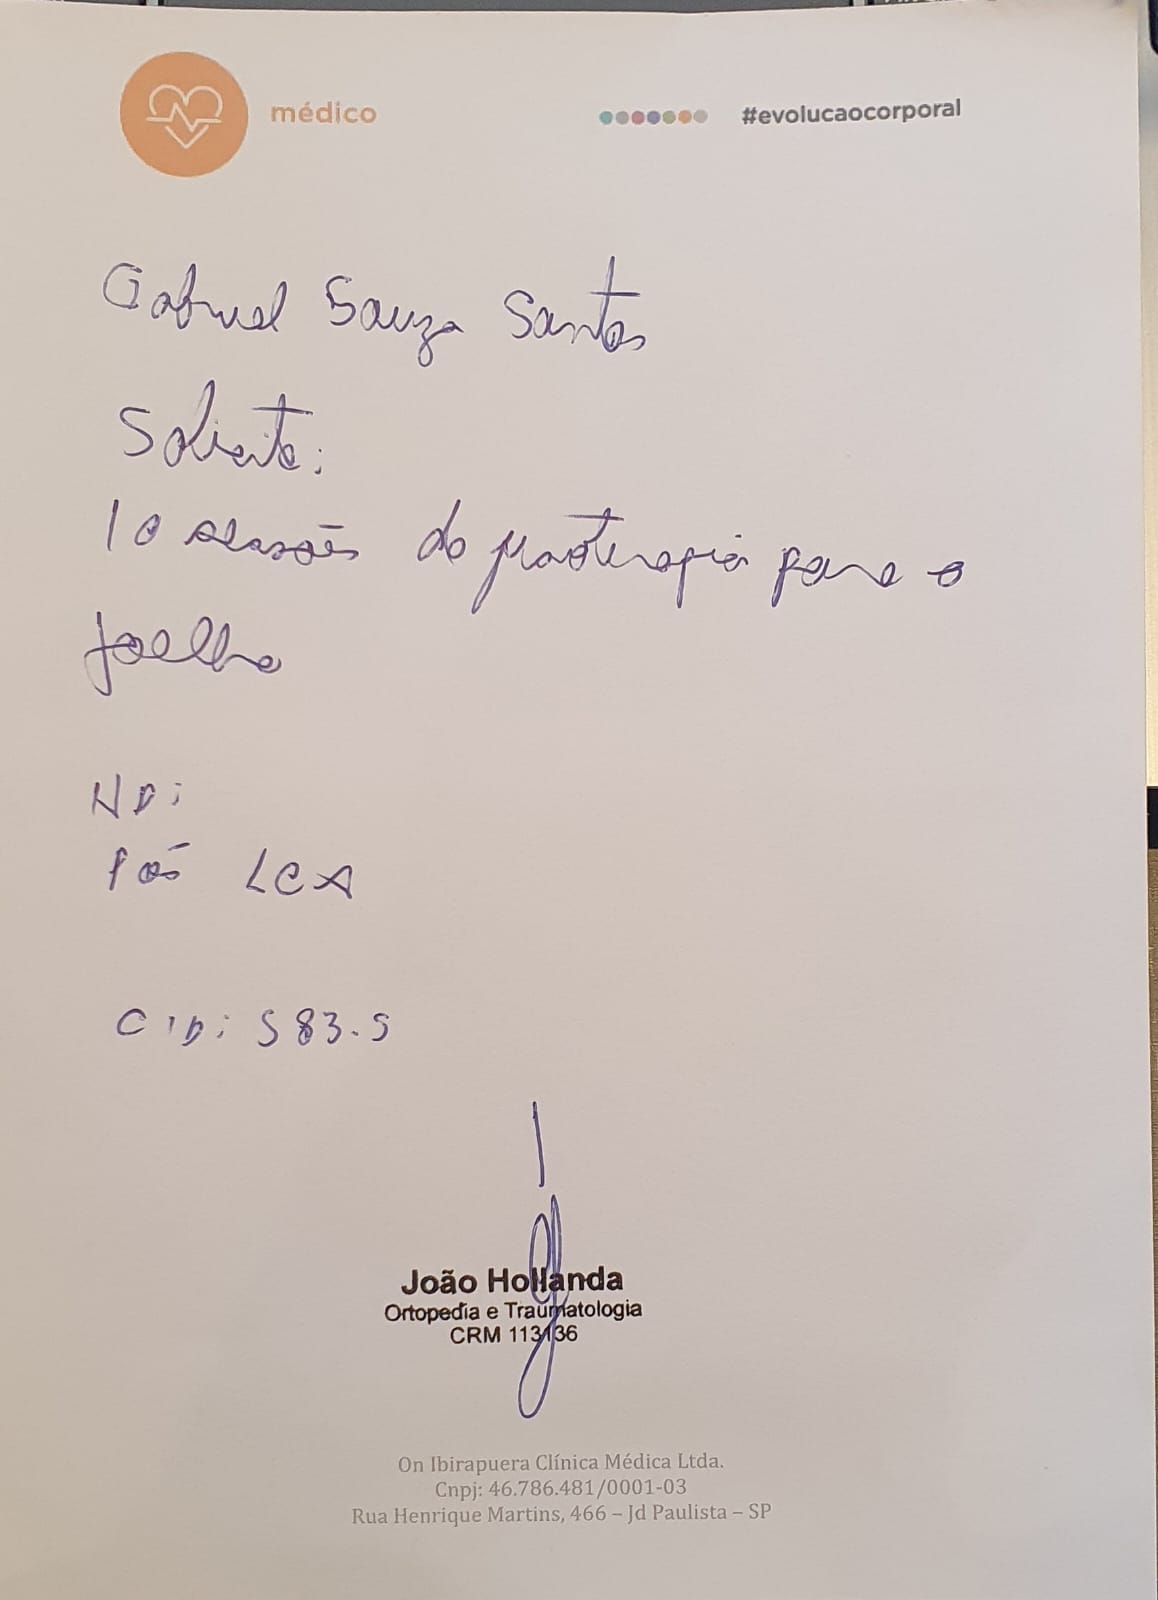 médico #evolucaocorporal
Gabriel Souza Santos
Solicito:
10 sessões de fisioterapia para o
joelho
HD:
Pós LCA
CID: S83.5
João Hollanda
Ortopedia e Traumatologia
CRM 113136
On Ibirapuera Clínica Médica Ltda.
Cnpj: 46.786.481/0001-03
Rua Henrique Martins, 466 – Jd Paulista – SP